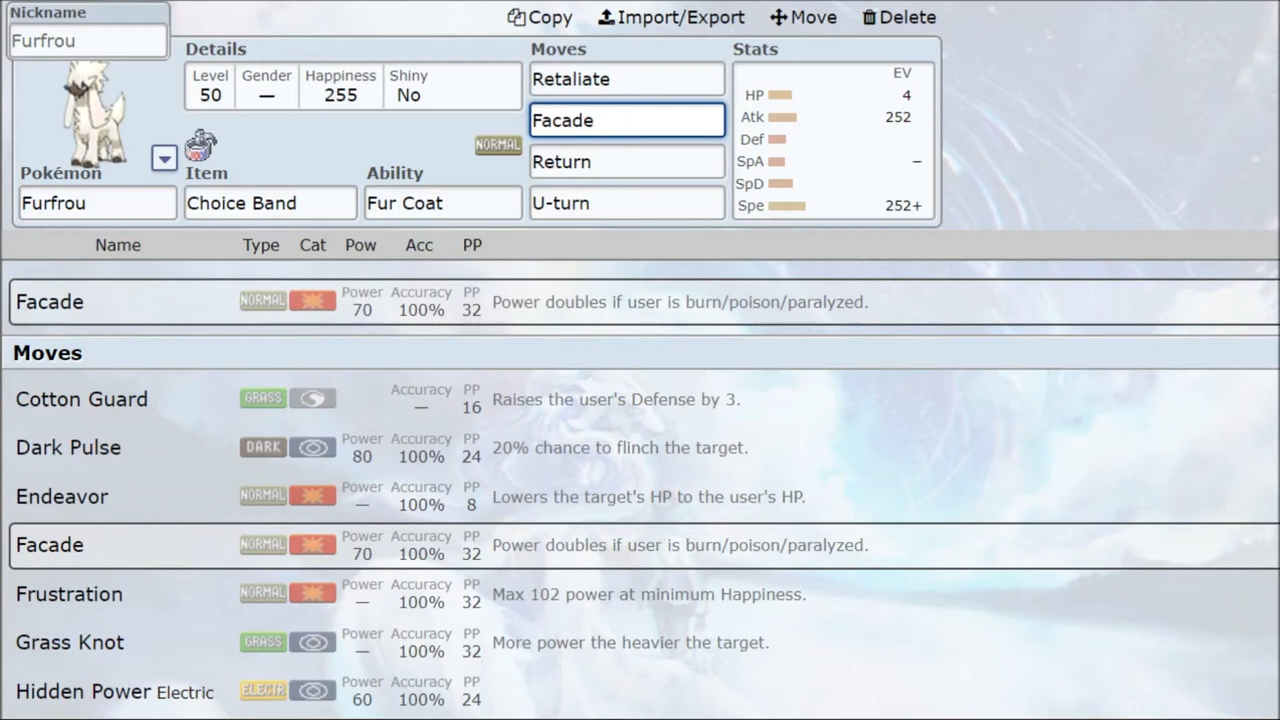 Nickname
Furfrou
Copy Import/Export Move Delete
Details
Level Gender Happiness Shiny
50 — 255 No
NORMAL
Pokémon Item Ability
Furfrou Choice Band Fur Coat
Moves
Retaliate
Facade
Return
U-turn
Stats
EV
HP 4
Atk 252
Def
SpA –
SpD
Spe 252+
Name Type Cat Pow Acc PP
Facade NORMAL Power 70 Accuracy 100% PP 32 Power doubles if user is burn/poison/paralyzed.
Moves
Cotton Guard GRASS Accuracy — PP 16 Raises the user's Defense by 3.
Dark Pulse DARK Power 80 Accuracy 100% PP 24 20% chance to flinch the target.
Endeavor NORMAL Power — Accuracy 100% PP 8 Lowers the target's HP to the user's HP.
Facade NORMAL Power 70 Accuracy 100% PP 32 Power doubles if user is burn/poison/paralyzed.
Frustration NORMAL Power — Accuracy 100% PP 32 Max 102 power at minimum Happiness.
Grass Knot GRASS Power — Accuracy 100% PP 32 More power the heavier the target.
Hidden Power Electric ELECTR Power 60 Accuracy 100% PP 24